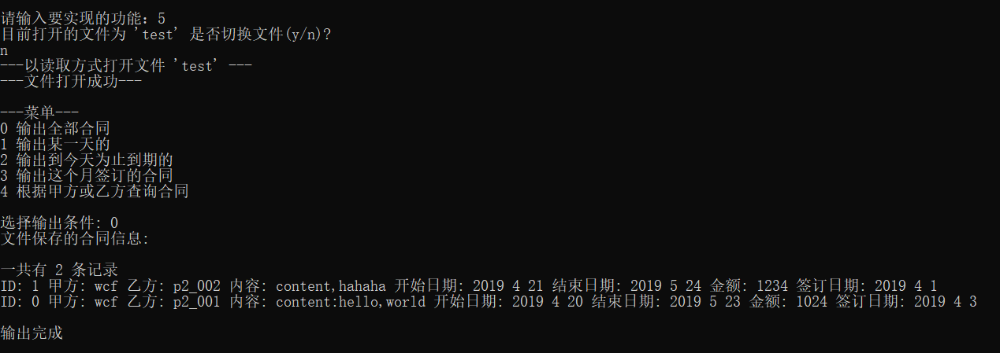 请输入要实现的功能：5
目前打开的文件为 'test' 是否切换文件(y/n)?
n
---以读取方式打开文件 'test' ---
---文件打开成功---
---菜单---
0 输出全部合同
1 输出某一天的
2 输出到今天为止到期的
3 输出这个月签订的合同
4 根据甲方或乙方查询合同
选择输出条件: 0
文件保存的合同信息:
一共有 2 条记录
ID: 1 甲方: wcf 乙方: p2_002 内容: content,hahaha 开始日期: 2019 4 21 结束日期: 2019 5 24 金额: 1234 签订日期: 2019 4 1
ID: 0 甲方: wcf 乙方: p2_001 内容: content:hello,world 开始日期: 2019 4 20 结束日期: 2019 5 23 金额: 1024 签订日期: 2019 4 3
输出完成